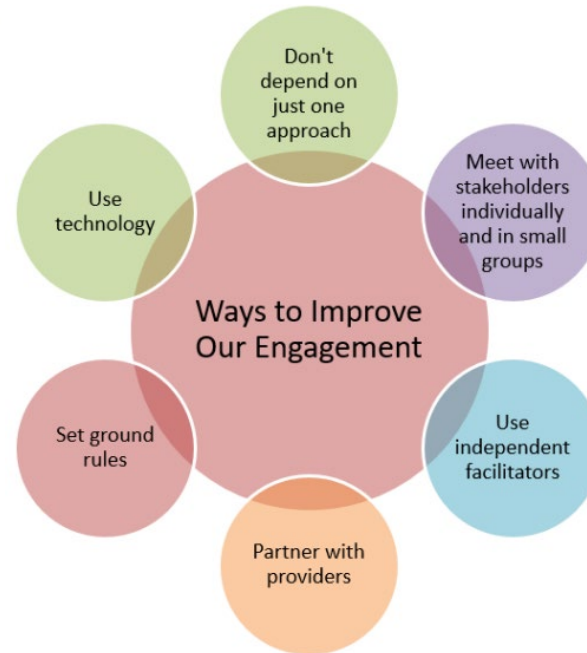 Don't
depend on
just one
approach
Meet with
stakeholders
individually
and in small
groups
Use
independent
facilitators
Partner with
providers
Set ground
rules
Use
technology
Ways to Improve
Our Engagement